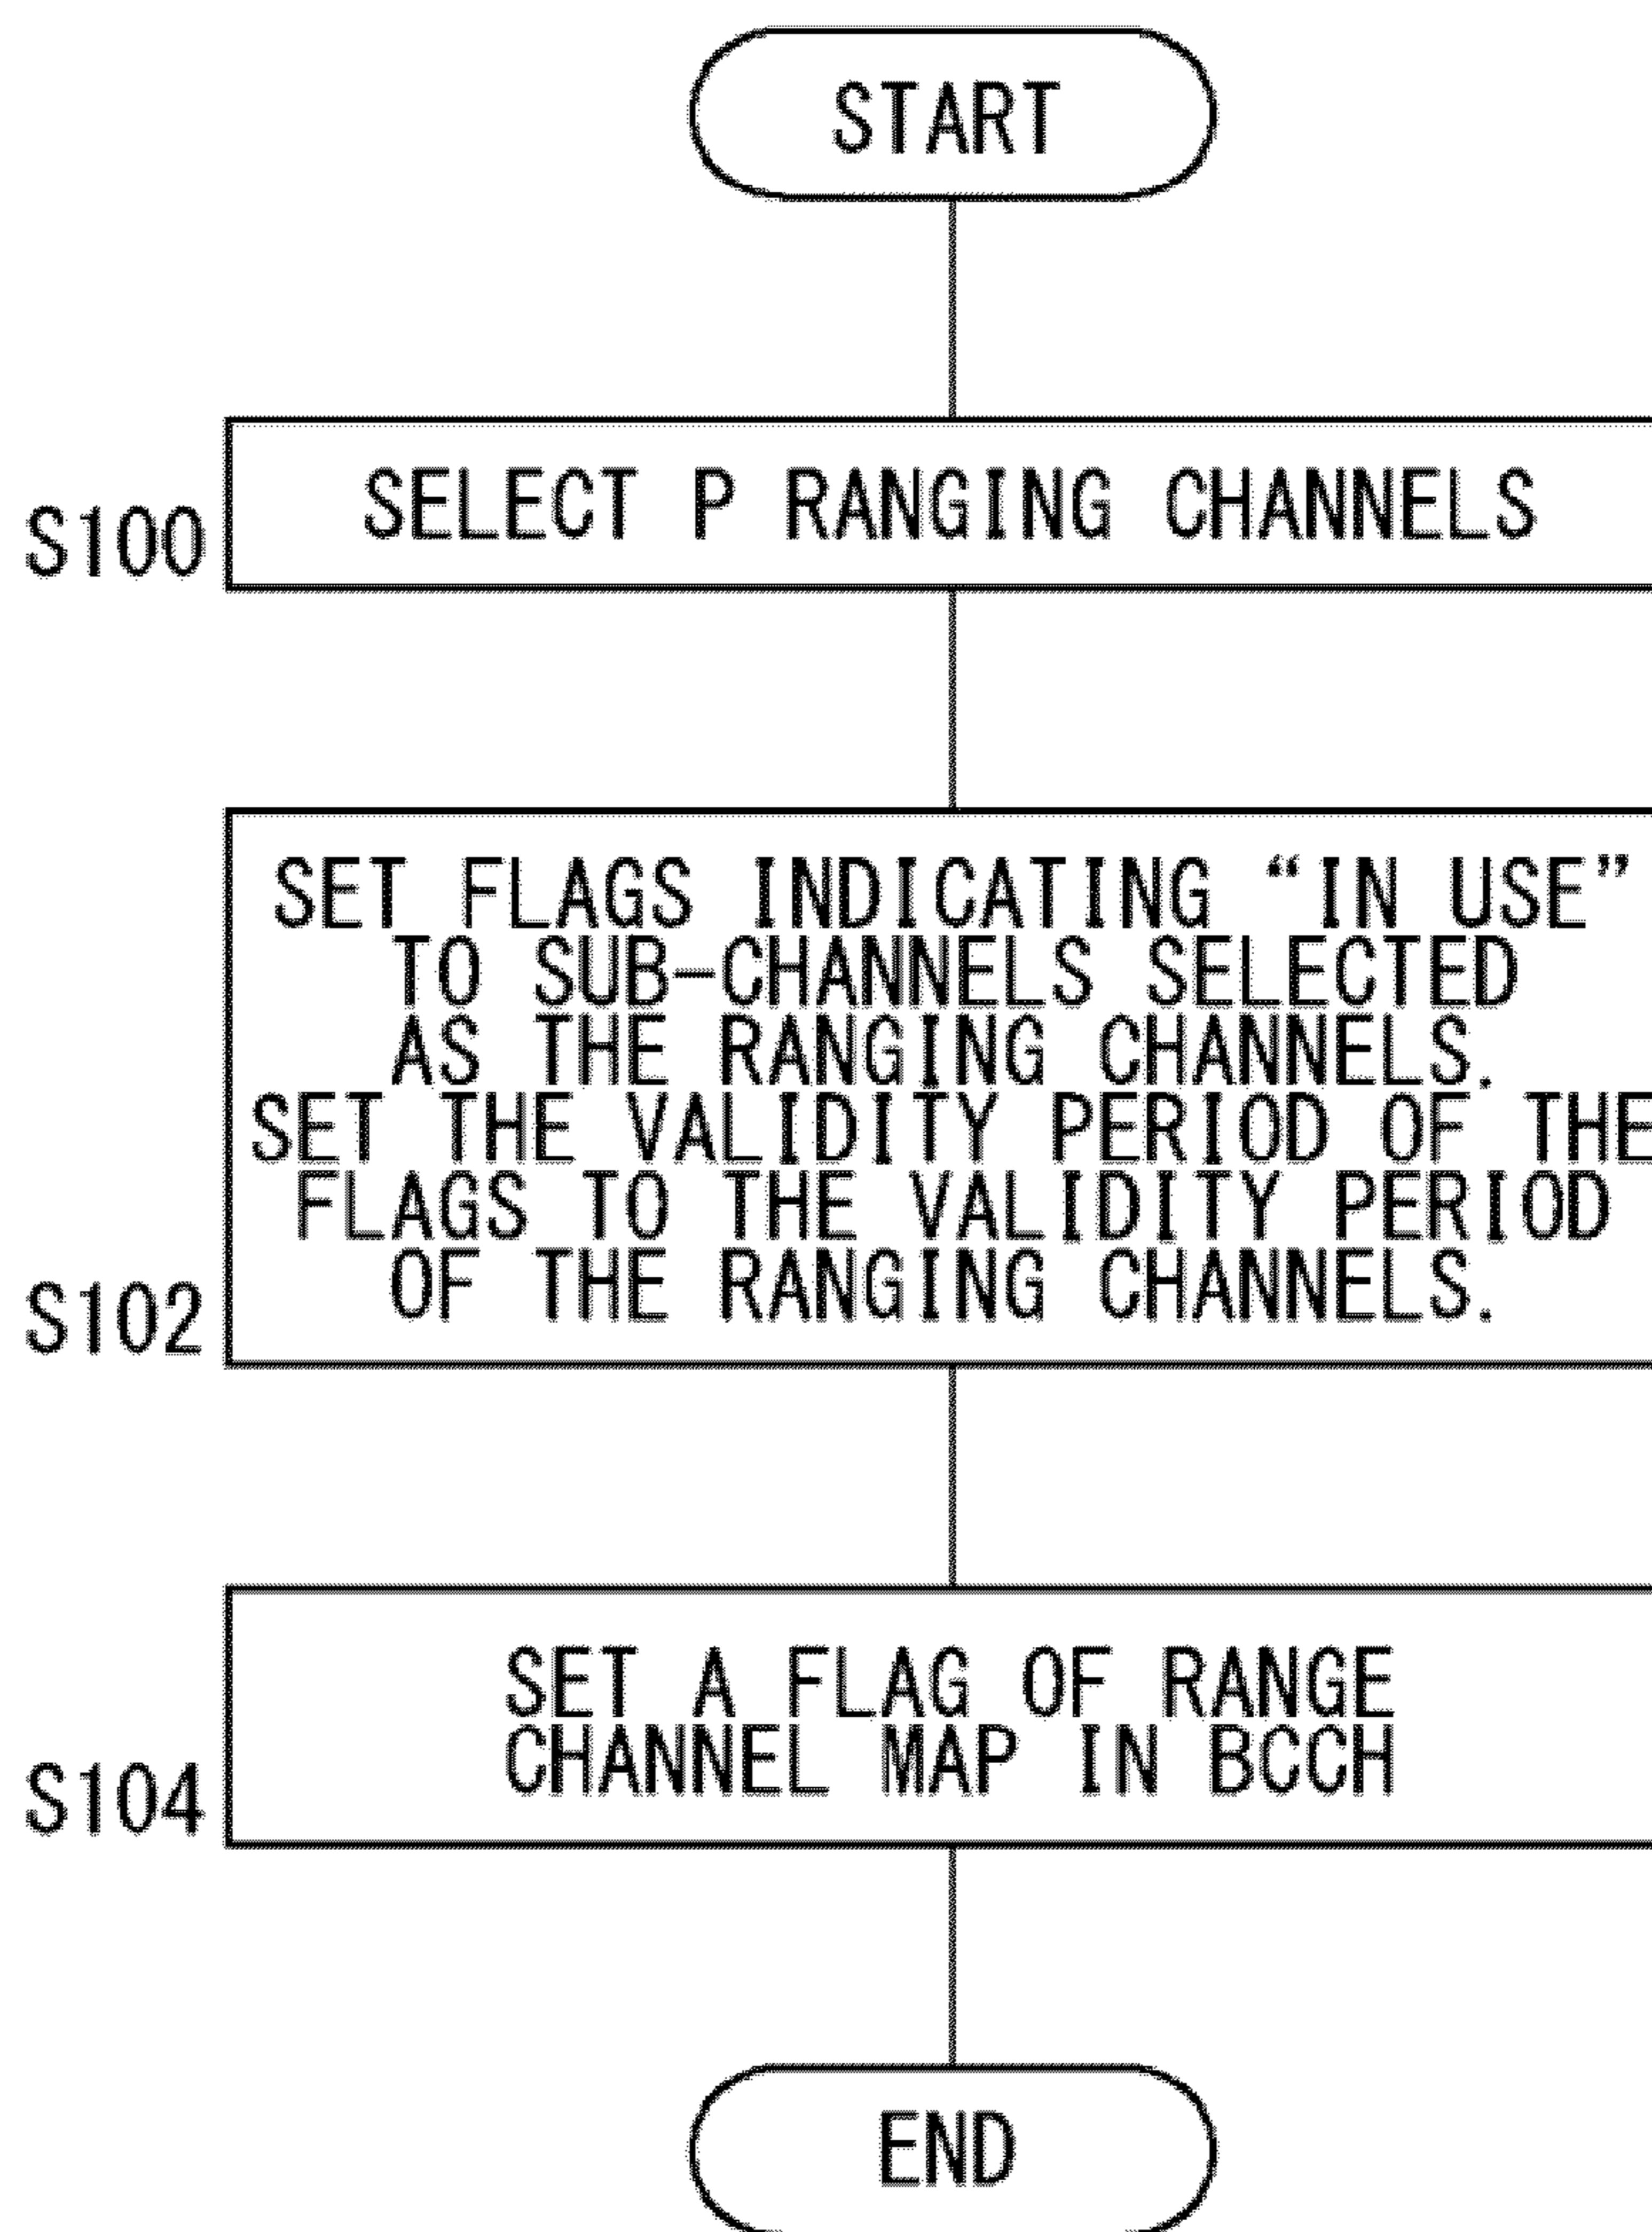 START
S100
SELECT P RANGING CHANNELS
SET FLAGS INDICATING “IN USE”
TO SUB-CHANNELS SELECTED
AS THE RANGING CHANNELS.
SET THE VALIDITY PERIOD OF THE
FLAGS TO THE VALIDITY PERIOD
OF THE RANGING CHANNELS.
S102
SET A FLAG OF RANGE
CHANNEL MAP IN BCCH
S104
END